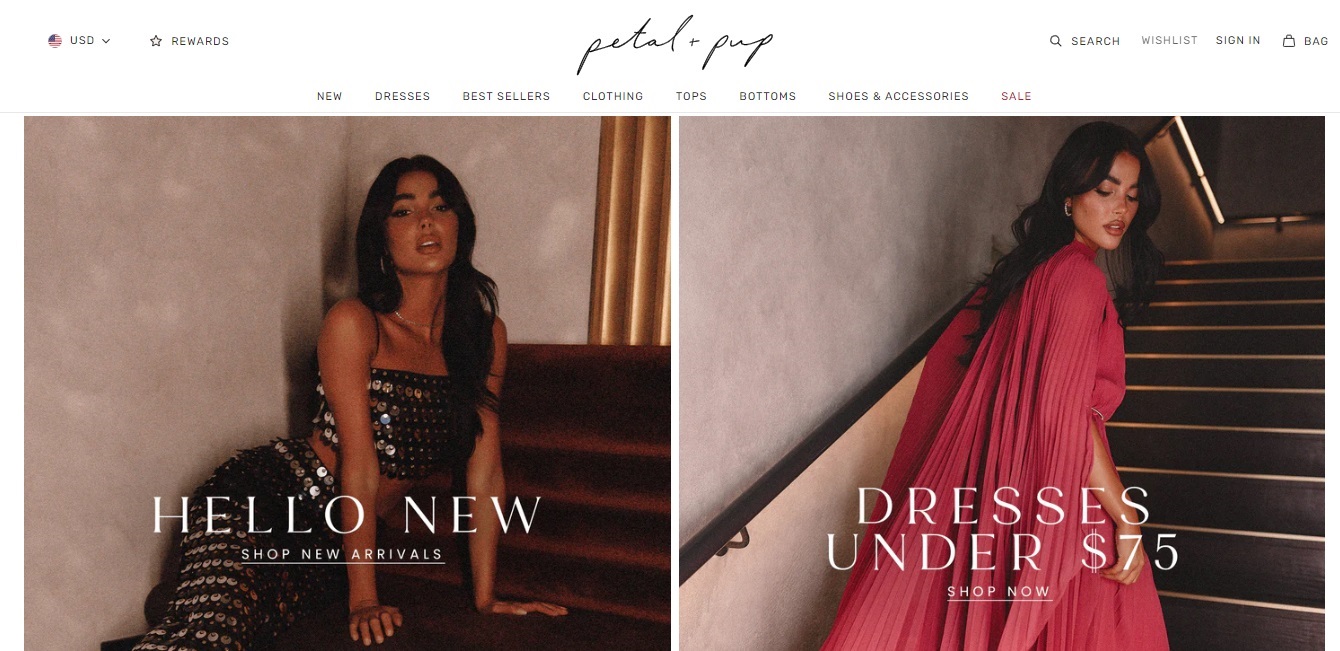 USD
REWARDS
petal + pup
SEARCH
WISHLIST
SIGN IN
BAG
NEW
DRESSES
BEST SELLERS
CLOTHING
TOPS
BOTTOMS
SHOES & ACCESSORIES
SALE
HELLO NEW
SHOP NEW ARRIVALS
DRESSES
UNDER $75
SHOP NOW